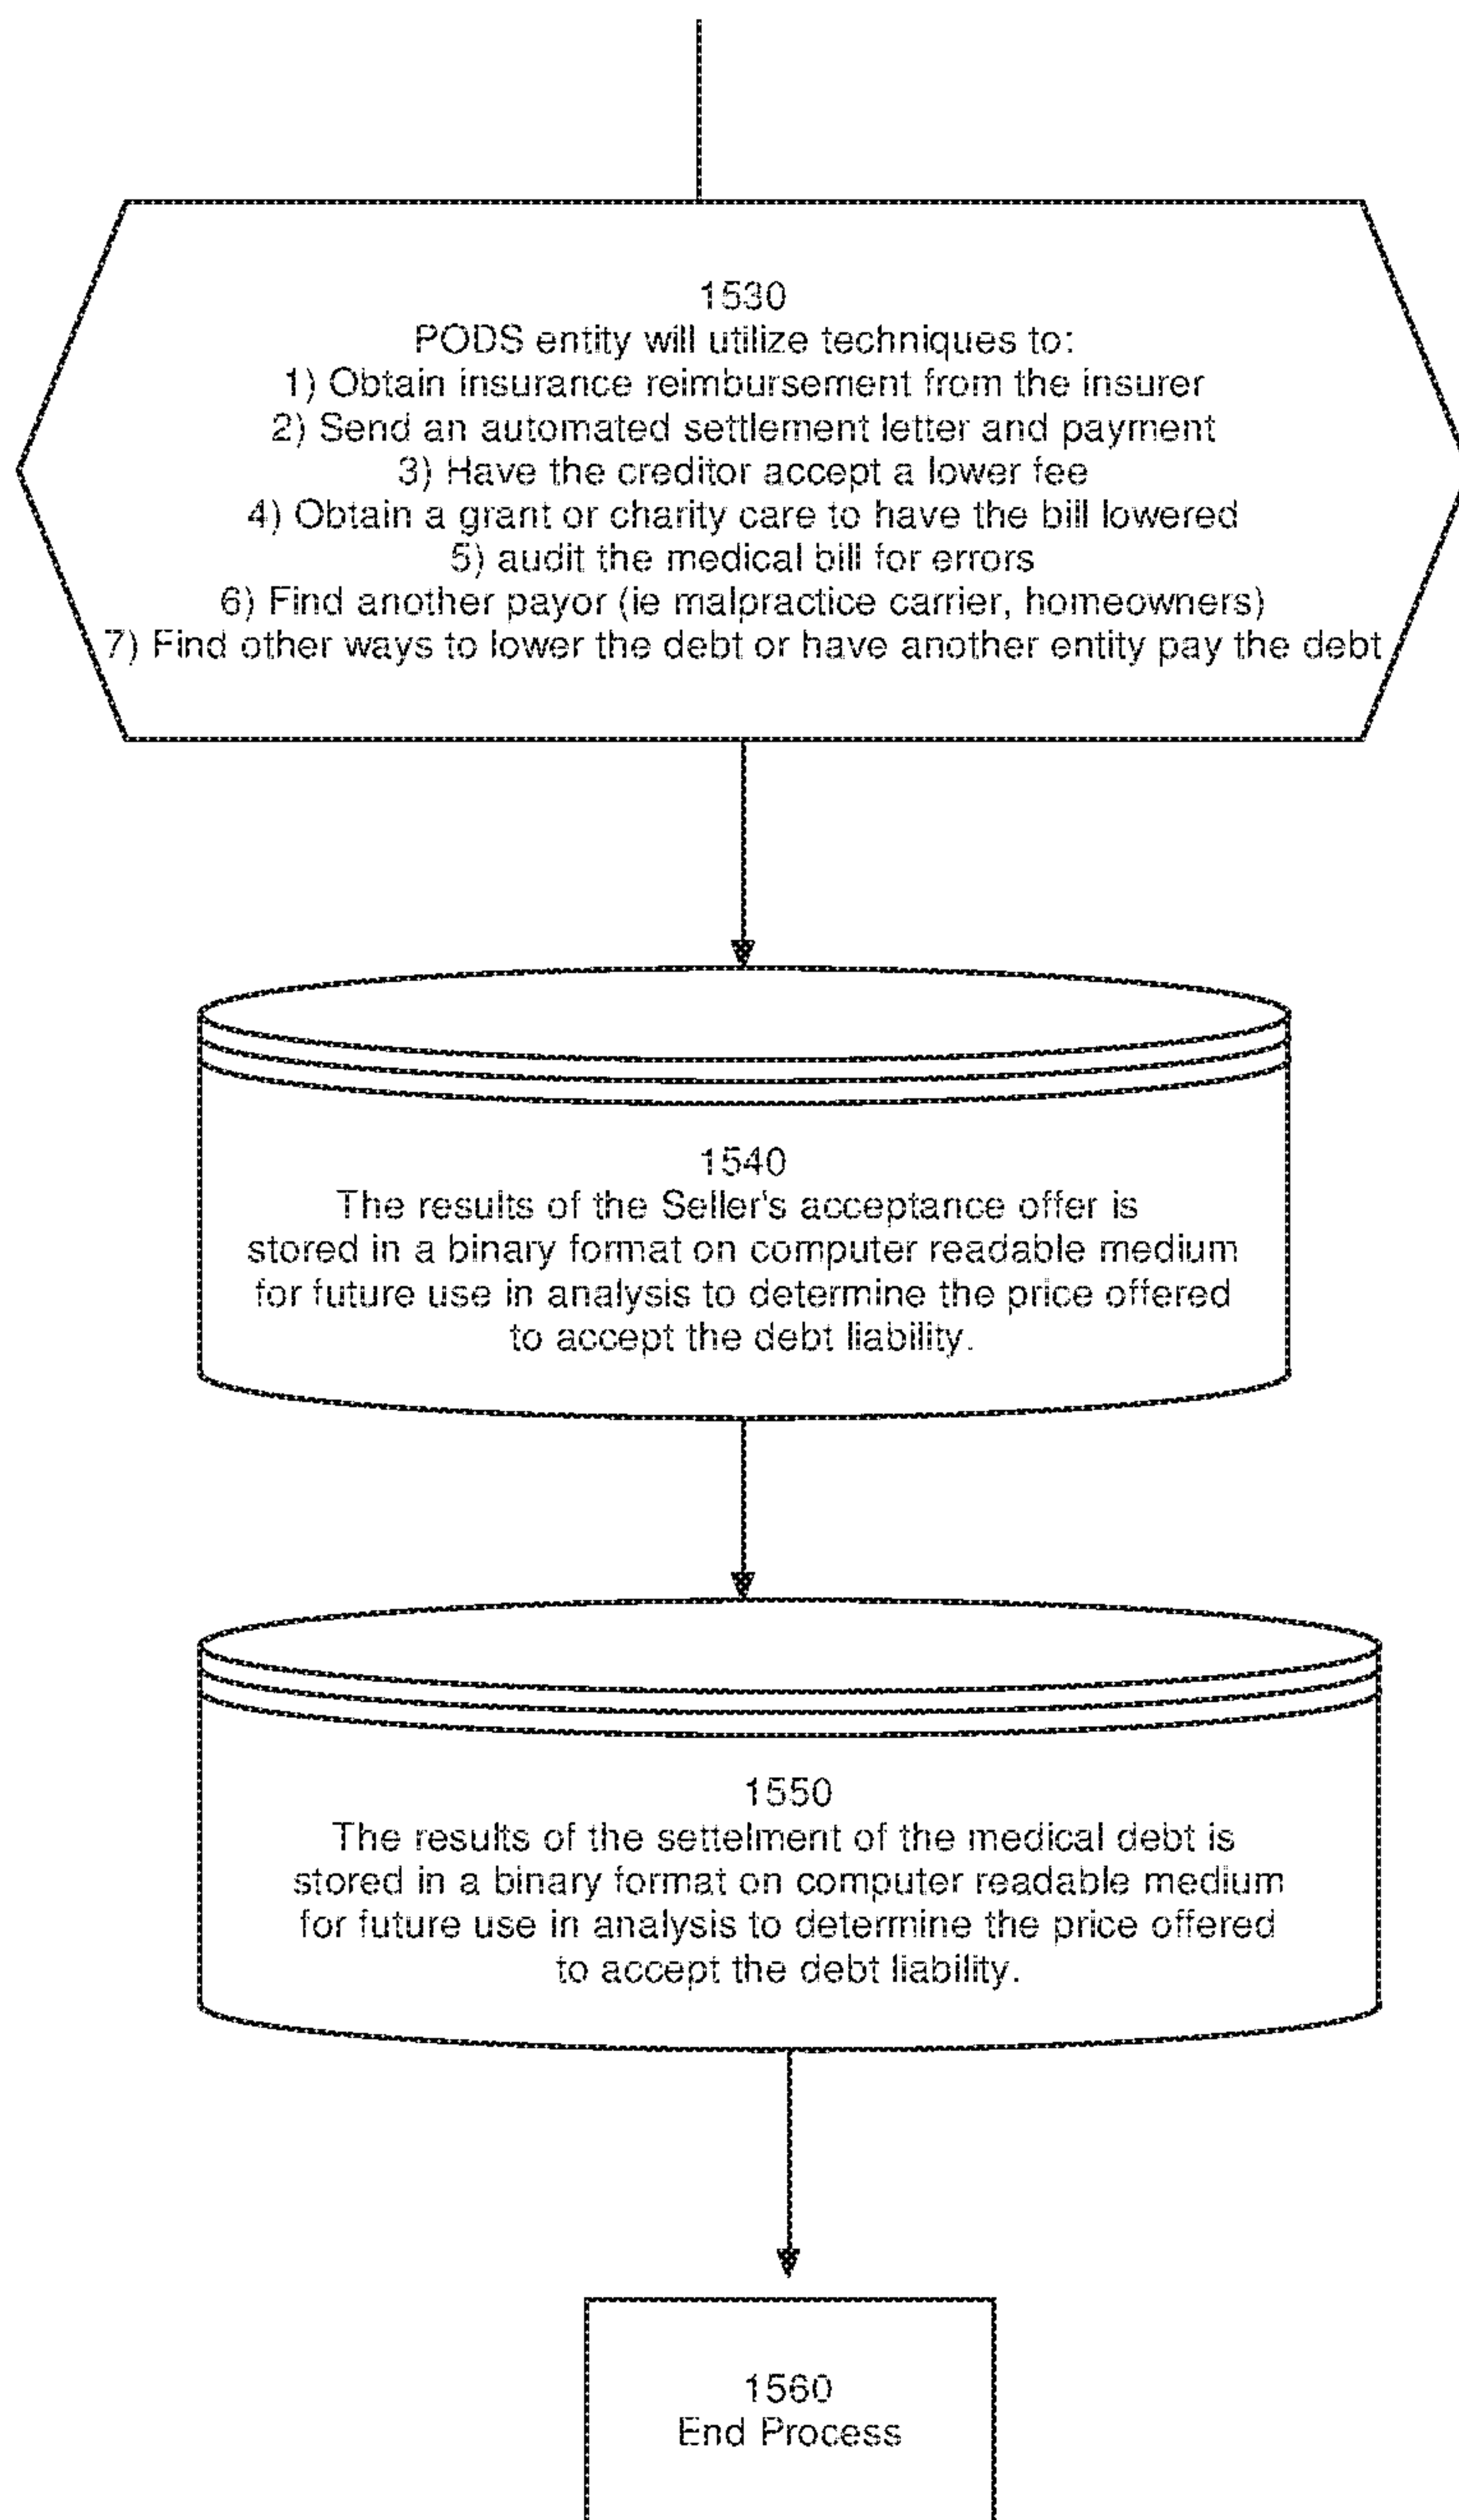 1530
PODS entity will utilize techniques to:
1) Obtain insurance reimbursement from the insurer
2) Send an automated settlement letter and payment
3) Have the creditor accept a lower fee
4) Obtain a grant or charity care to have the bill lowered
5) audit the medical bill for errors
6) Find another payor (ie malpractice carrier, homeowners)
7) Find other ways to lower the debt or have another entity pay the debt
1540
The results of the Seller's acceptance offer is
stored in a binary format on computer readable medium
for future use in analysis to determine the price offered
to accept the debt liability.
1550
The results of the settelment of the medical debt is
stored in a binary format on computer readable medium
for future use in analysis to determine the price offered
to accept the debt liability.
1560
End Process